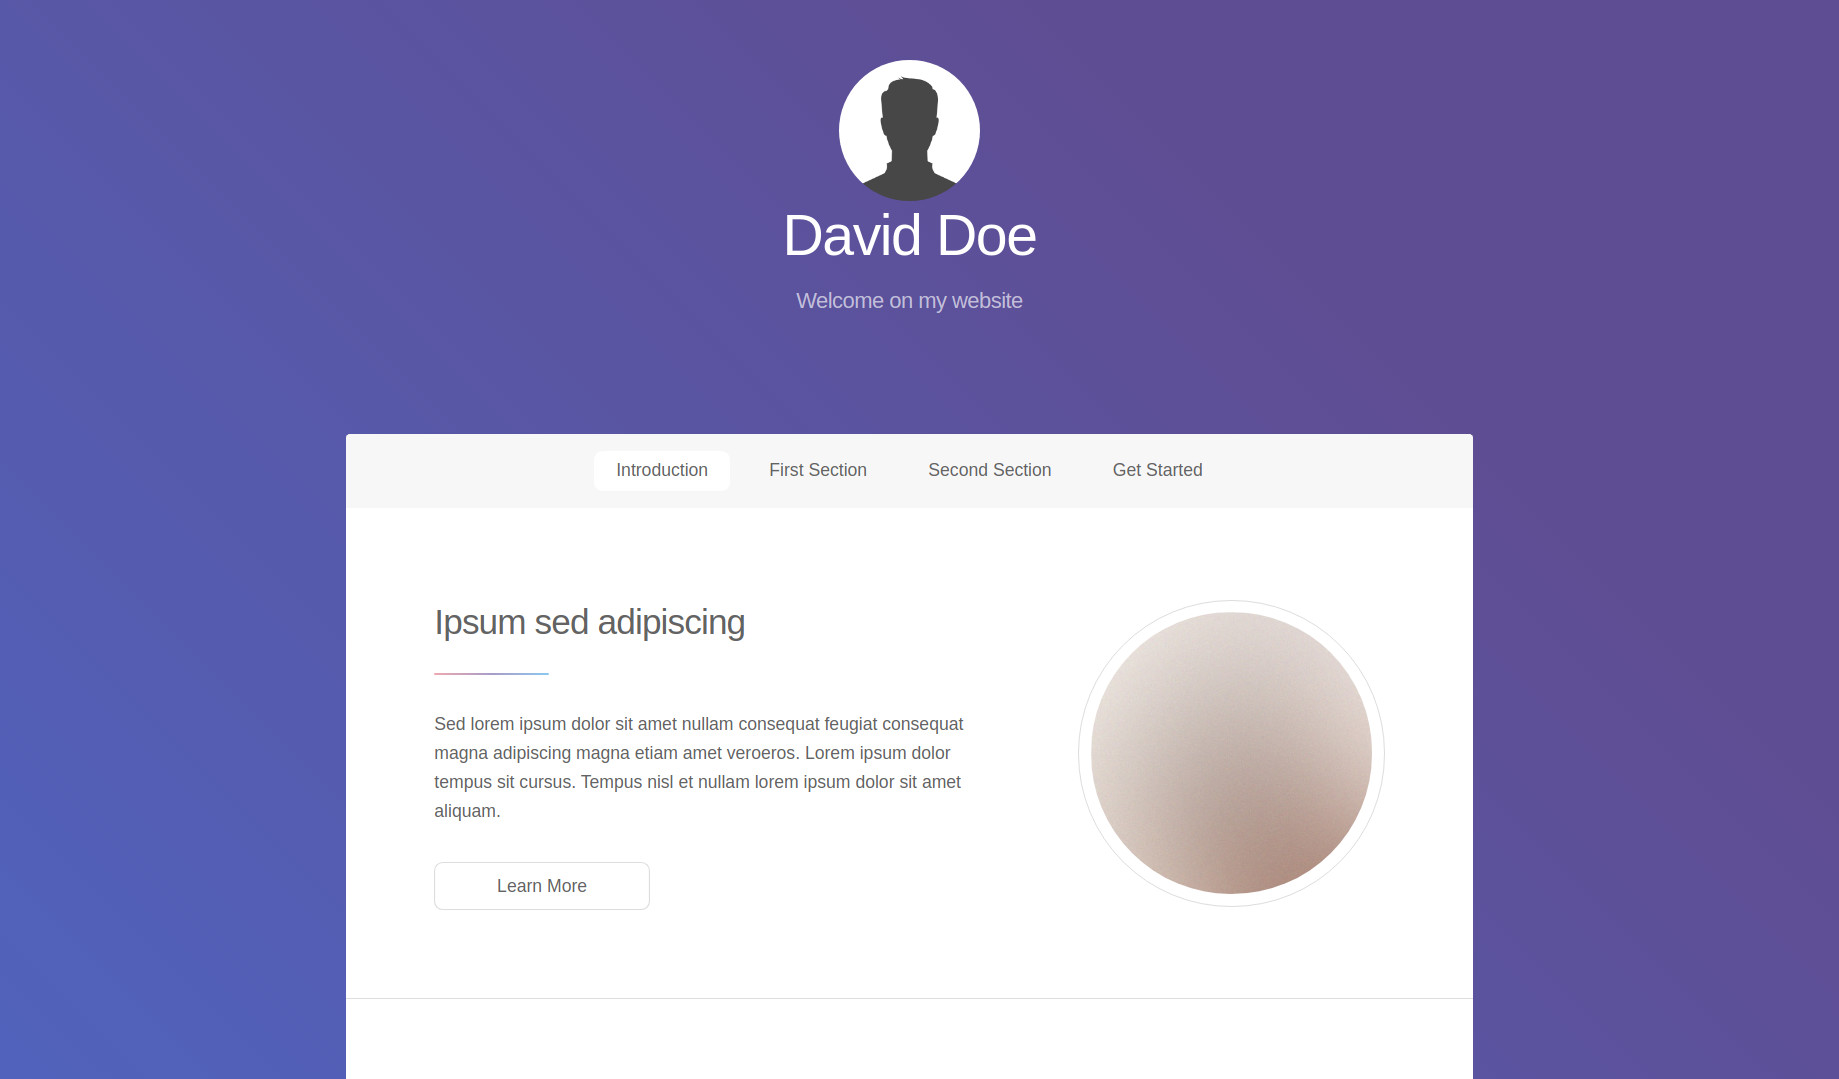 David Doe
Welcome on my website
Introduction
First Section
Second Section
Get Started
Ipsum sed adipiscing
Sed lorem ipsum dolor sit amet nullam consequat feugiat consequat
magna adipiscing magna etiam amet veroeros. Lorem ipsum dolor
tempus sit cursus. Tempus nisl et nullam lorem ipsum dolor sit amet
aliquam.
Learn More